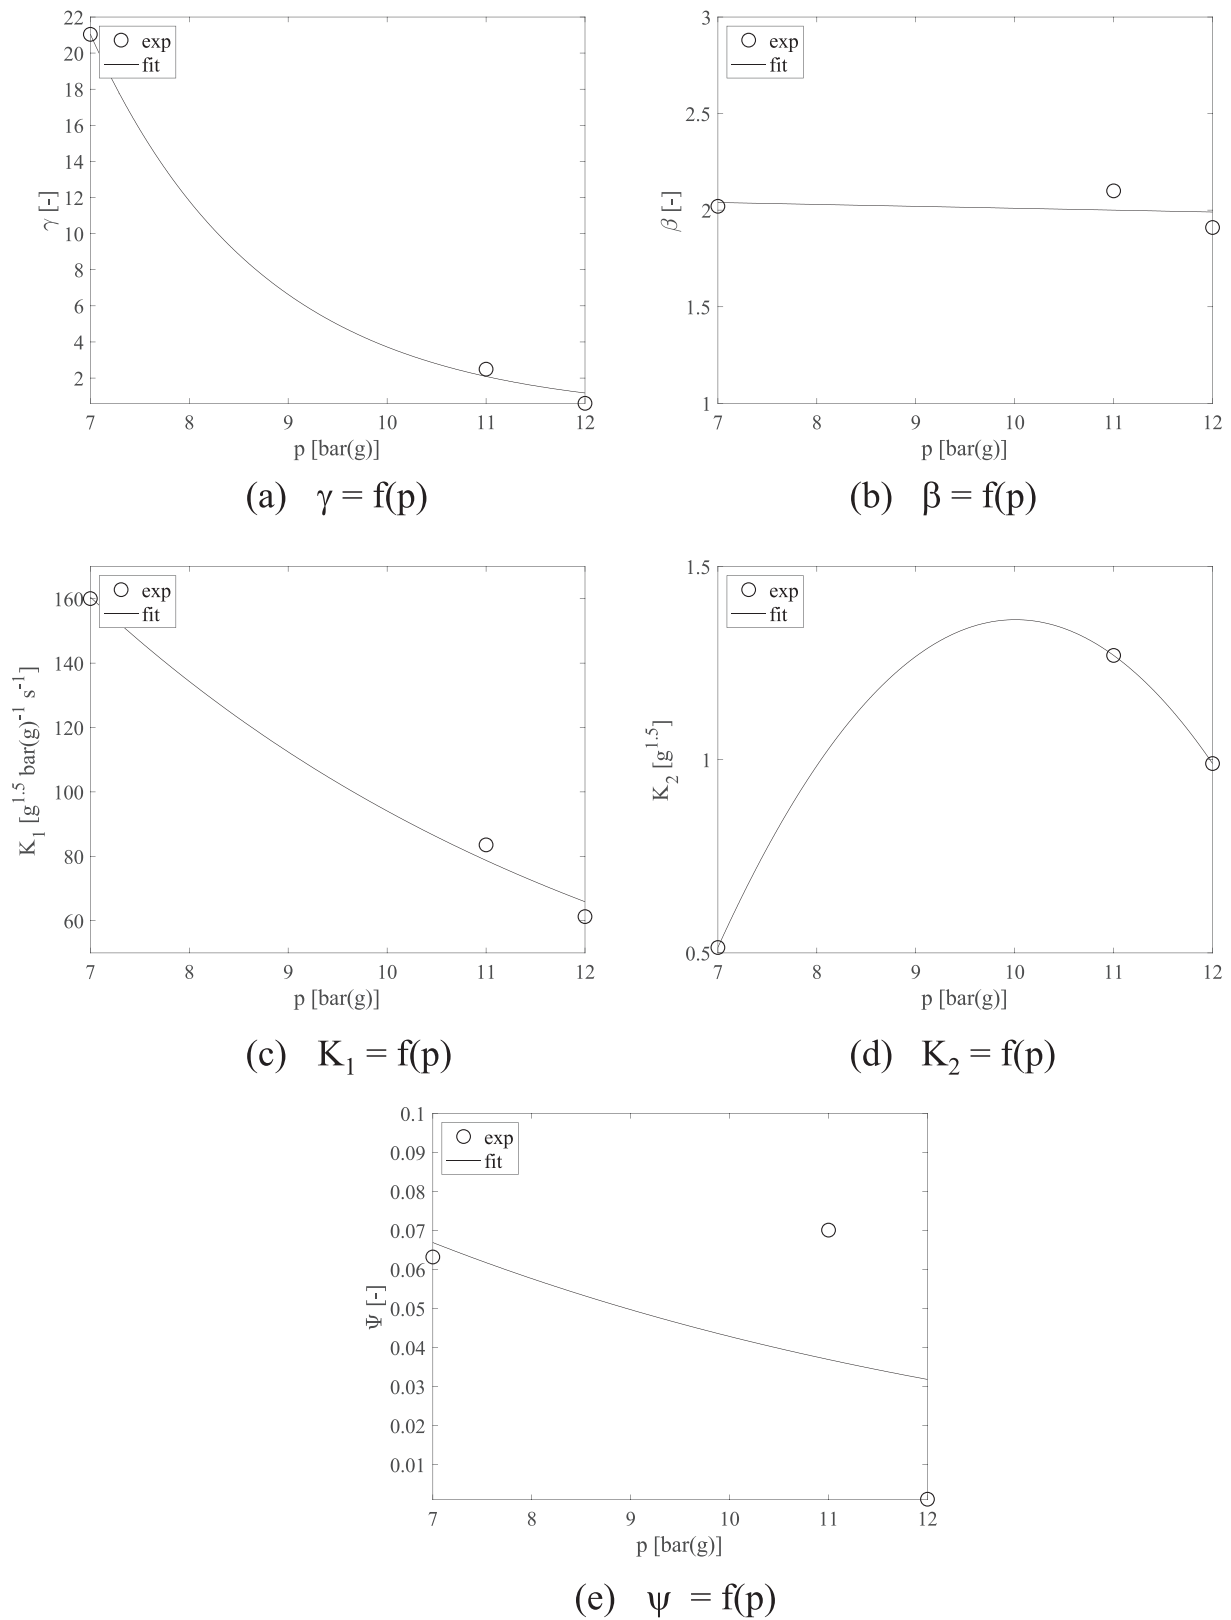 22
20
18
16
14
12
10
8
6
4
2
γ [-]
exp
fit
7 8 9 10 11 12
p [bar(g)]
(a) γ = f(p)
3
2.5
2
1.5
1
β [-]
exp
fit
7 8 9 10 11 12
p [bar(g)]
(b) β = f(p)
160
140
120
100
80
60
K₁ [g^1.5 bar(g)^-1 s^-1]
exp
fit
7 8 9 10 11 12
p [bar(g)]
(c) K₁ = f(p)
1.5
1
0.5
K₂ [g^1.5]
exp
fit
7 8 9 10 11 12
p [bar(g)]
(d) K₂ = f(p)
0.1
0.09
0.08
0.07
0.06
0.05
0.04
0.03
0.02
0.01
Ψ [-]
exp
fit
7 8 9 10 11 12
p [bar(g)]
(e) ψ = f(p)